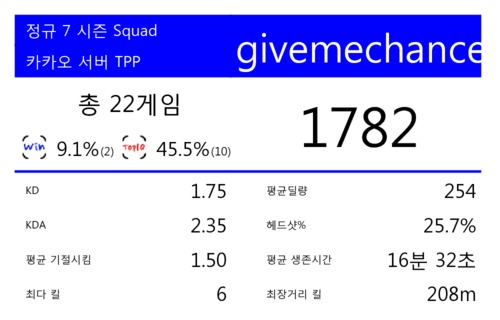 정규 7 시즌 Squad
카카오 서버 TPP
givemechance
총 22게임
Win 9.1%(2) TOP10 45.5%(10)
1782
KD 1.75
평균딜량 254
KDA 2.35
헤드샷% 25.7%
평균 기절시킴 1.50
평균 생존시간 16분 32초
최다 킬 6
최장거리 킬 208m